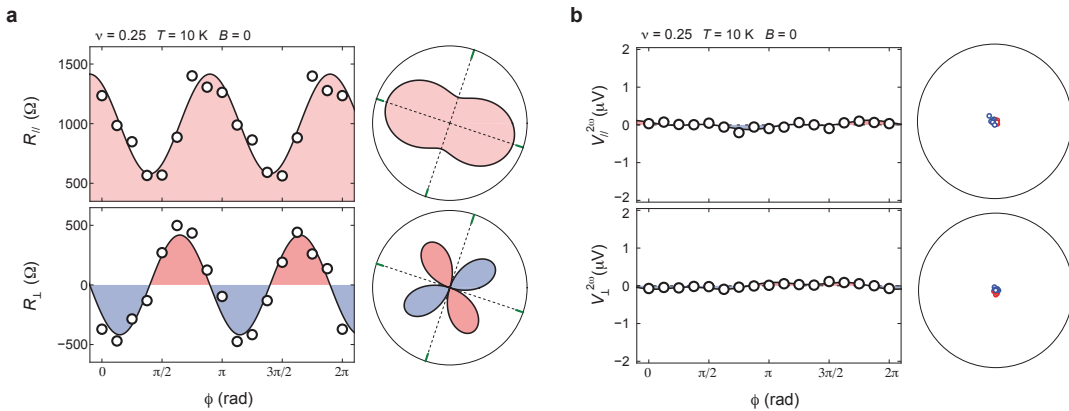 a
ν = 0.25 T = 10 K B = 0
R// (Ω)
1500
1000
500
R⊥ (Ω)
500
0
−500
0 π/2 π 3π/2 2π
ϕ (rad)
b
ν = 0.25 T = 10 K B = 0
V//2ω (μV)
2
1
0
-1
-2
V⊥2ω (μV)
2
1
0
-1
-2
0 π/2 π 3π/2 2π
ϕ (rad)